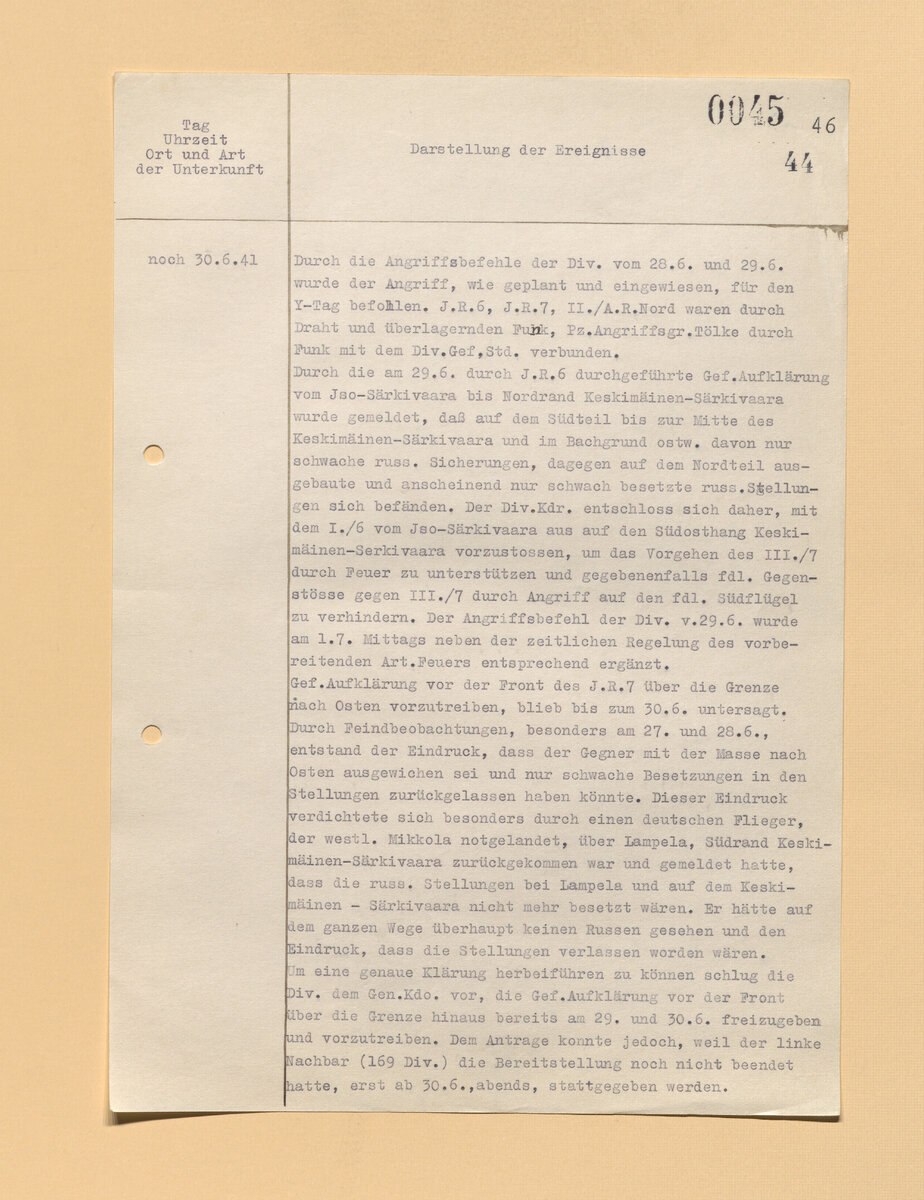 0045
46
44
Tag
Uhrzeit
Ort und Art
der Unterkunft
Darstellung der Ereignisse
noch 30.6.41
Durch die Angriffsbefehle der Div. vom 28.6. und 29.6.
wurde der Angriff, wie geplant und eingewiesen, für den
Y-Tag befohlen. J.R.6, J.R.7, II./A.R.Nord waren durch
Draht und überlagernden Funk, Pz.Angriffsgr.Tölke durch
Funk mit dem Div.Gef.Std. verbunden.
Durch die am 29.6. durch J.R.6 durchgeführte Gef.Aufklärung
vom Jso-Särkivaara bis Nordrand Keskimäinen-Särkivaara
wurde gemeldet, daß auf dem Südteil bis zur Mitte des
Keskimäinen-Särkivaara und im Bachgrund ostw. davon nur
schwache russ. Sicherungen, dagegen auf dem Nordteil aus-
gebaute und anscheinend nur schwach besetzte russ.Stellun-
gen sich befänden. Der Div.Kdr. entschloss sich daher, mit
dem I./6 vom Jso-Särkivaara aus auf den Südosthang Keski-
mäinen-Serkivaara vorzustossen, um das Vorgehen des III./7
durch Feuer zu unterstützen und gegebenenfalls fdl. Gegen-
stösse gegen III./7 durch Angriff auf den fdl. Südflügel
zu verhindern. Der Angriffsbefehl der Div. v.29.6. wurde
am 1.7. Mittags neben der zeitlichen Regelung des vorbe-
reitenden Art.Feuers entsprechend ergänzt.
Gef.Aufklärung vor der Front des J.R.7 über die Grenze
nach Osten vorzutreiben, blieb bis zum 30.6. untersagt.
Durch Feindbeobachtungen, besonders am 27. und 28.6.,
entstand der Eindruck, dass der Gegner mit der Masse nach
Osten ausgewichen sei und nur schwache Besetzungen in den
Stellungen zurückgelassen haben könnte. Dieser Eindruck
verdichtete sich besonders durch einen deutschen Flieger,
der westl. Mikkola notgelandet, über Lampela, Südrand Keski-
mäinen-Särkivaara zurückgekommen war und gemeldet hatte,
dass die russ. Stellungen bei Lampela und auf dem Keski-
mäinen - Särkivaara nicht mehr besetzt wären. Er hätte auf
dem ganzen Wege überhaupt keinen Russen gesehen und den
Eindruck, dass die Stellungen verlassen worden wären.
Um eine genaue Klärung herbeiführen zu können schlug die
Div. dem Gen.Kdo. vor, die Gef.Aufklärung vor der Front
über die Grenze hinaus bereits am 29. und 30.6. freizugeben
und vorzutreiben. Dem Antrage konnte jedoch, weil der linke
Nachbar (169 Div.) die Bereitstellung noch nicht beendet
hatte, erst ab 30.6.,abends, stattgegeben werden.